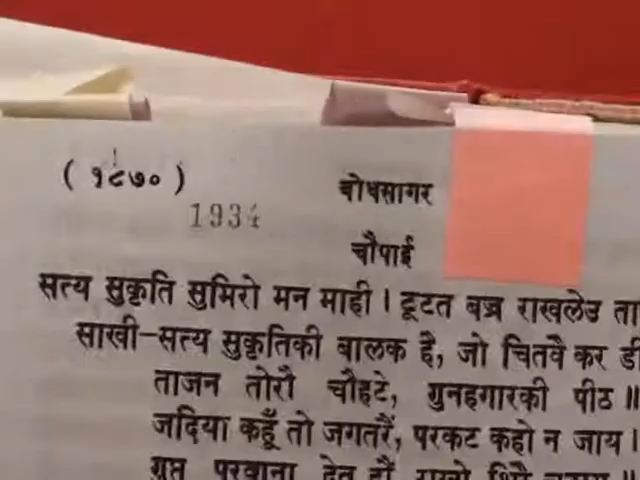 ( १८७० ) बोधसागर
1934
चौपाई
सत्य सुकृति सुमिरो मन माही । टूटत बज्र राखलेउ ता
साखी-सत्य सुकृतिकी बालक है, जो चितवै कर डी
ताजन तोरौ चौहटे, गुनहगारकी पीठ ॥
जदिया कहूँ तो जगतरैं, परकट कहो न जाय ।
गुप्त परवाना देत हौं